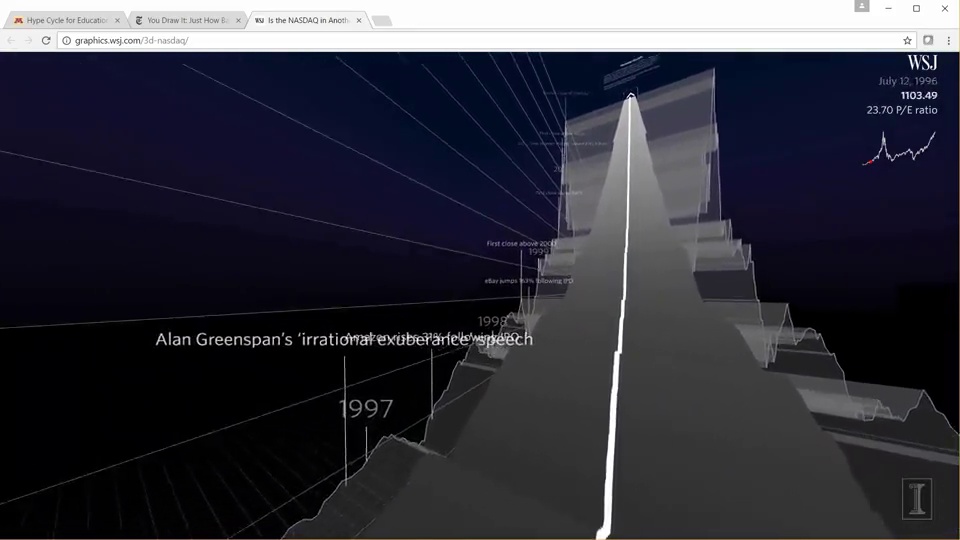 Hype Cycle for Education
You Draw It: Just How Ba
WSJ Is the NASDAQ in Anoth
graphics.wsj.com/3d-nasdaq/
WSJ
July 12, 1996
1103.49
23.70 P/E ratio
First close above 2000
1999
eBay jumps 163% following IPO
1998
Amazon rises 31% following IPO
Alan Greenspan's 'irrational exuberance' speech
1997
I